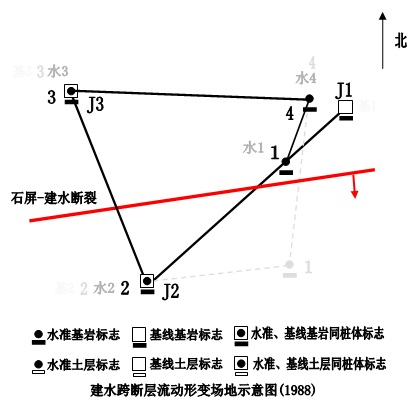 北
4
水4
3 水3
3
J3
J1
4
水1
1
石屏-建水断裂
1
2 水2
2
J2
水准基岩标志
基线基岩标志
水准、基线基岩同桩体标志
水准土层标志
基线土层标志
水准、基线土层同桩体标志
建水跨断层流动形变场地示意图(1988)